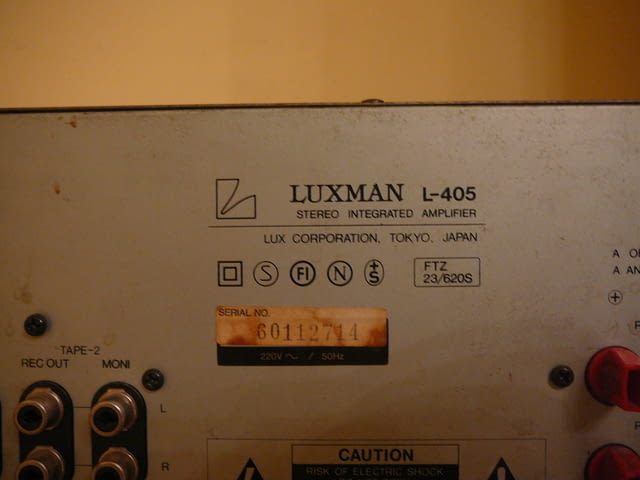 LUXMAN L-405
STEREO INTEGRATED AMPLIFIER
LUX CORPORATION, TOKYO, JAPAN
S FI N +S
FTZ
23/620S
SERIAL NO.
60112714
220V ~ / 50Hz
TAPE-2
REC OUT MONI
L
R
CAUTION
RISK OF ELECTRIC SHOCK
A
A